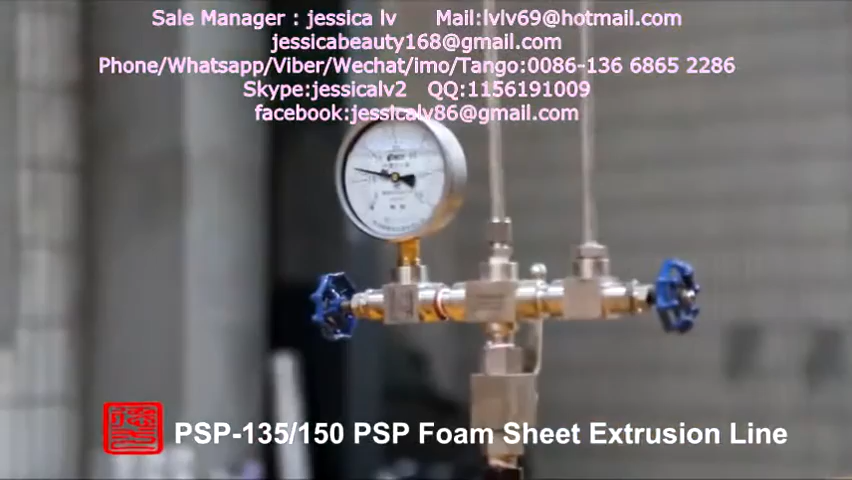 Sale Manager : jessica lv Mail:lvlv69@hotmail.com
jessicabeauty168@gmail.com
Phone/Whatsapp/Viber/Wechat/imo/Tango:0086-136 6865 2286
Skype:jessicalv2 QQ:1156191009
facebook:jessicalv86@gmail.com
PSP-135/150 PSP Foam Sheet Extrusion Line